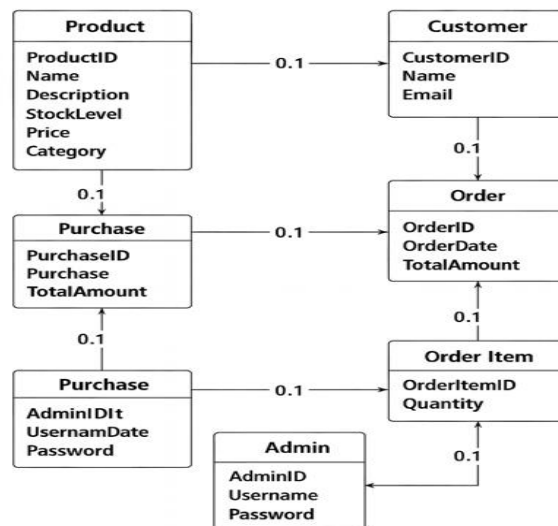 Product
ProductID
Name
Description
StockLevel
Price
Category
0.1
Customer
CustomerID
Name
Email
0.1
0.1
Purchase
PurchaseID
Purchase
TotalAmount
0.1
Order
OrderID
OrderDate
TotalAmount
0.1
0.1
Purchase
AdminIDIt
UsernamDate
Password
0.1
Order Item
OrderItemID
Quantity
0.1
Admin
AdminID
Username
Password